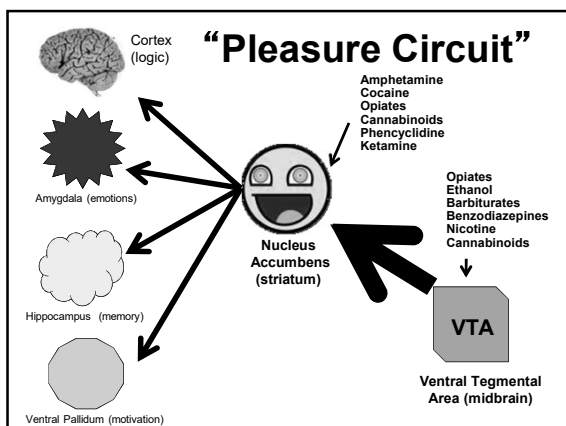 “Pleasure Circuit”
Cortex
(logic)
Amygdala (emotions)
Hippocampus (memory)
Ventral Pallidum (motivation)
Amphetamine
Cocaine
Opiates
Cannabinoids
Phencyclidine
Ketamine
Nucleus
Accumbens
(striatum)
Opiates
Ethanol
Barbiturates
Benzodiazepines
Nicotine
Cannabinoids
VTA
Ventral Tegmental
Area (midbrain)